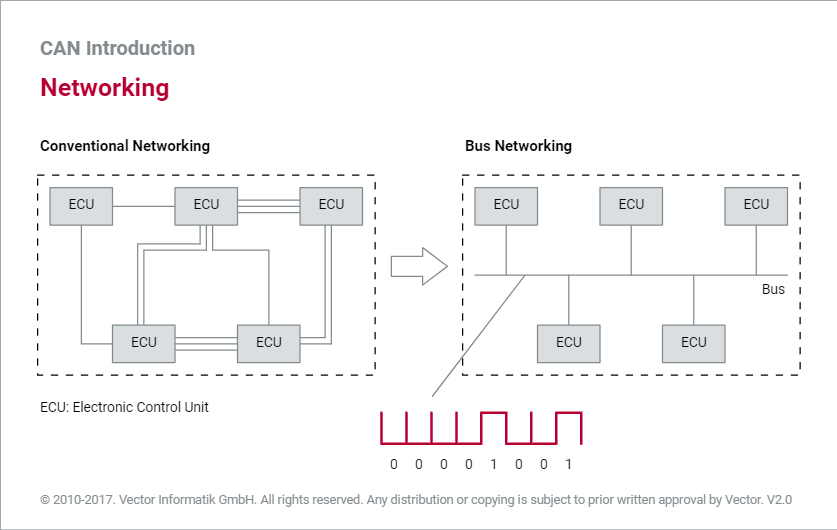 CAN Introduction
Networking
Conventional Networking
Bus Networking
ECU
ECU
ECU
ECU
ECU
ECU
ECU
ECU
Bus
ECU
ECU
ECU: Electronic Control Unit
0 0 0 0 1 0 0 1
© 2010-2017. Vector Informatik GmbH. All rights reserved. Any distribution or copying is subject to prior written approval by Vector. V2.0